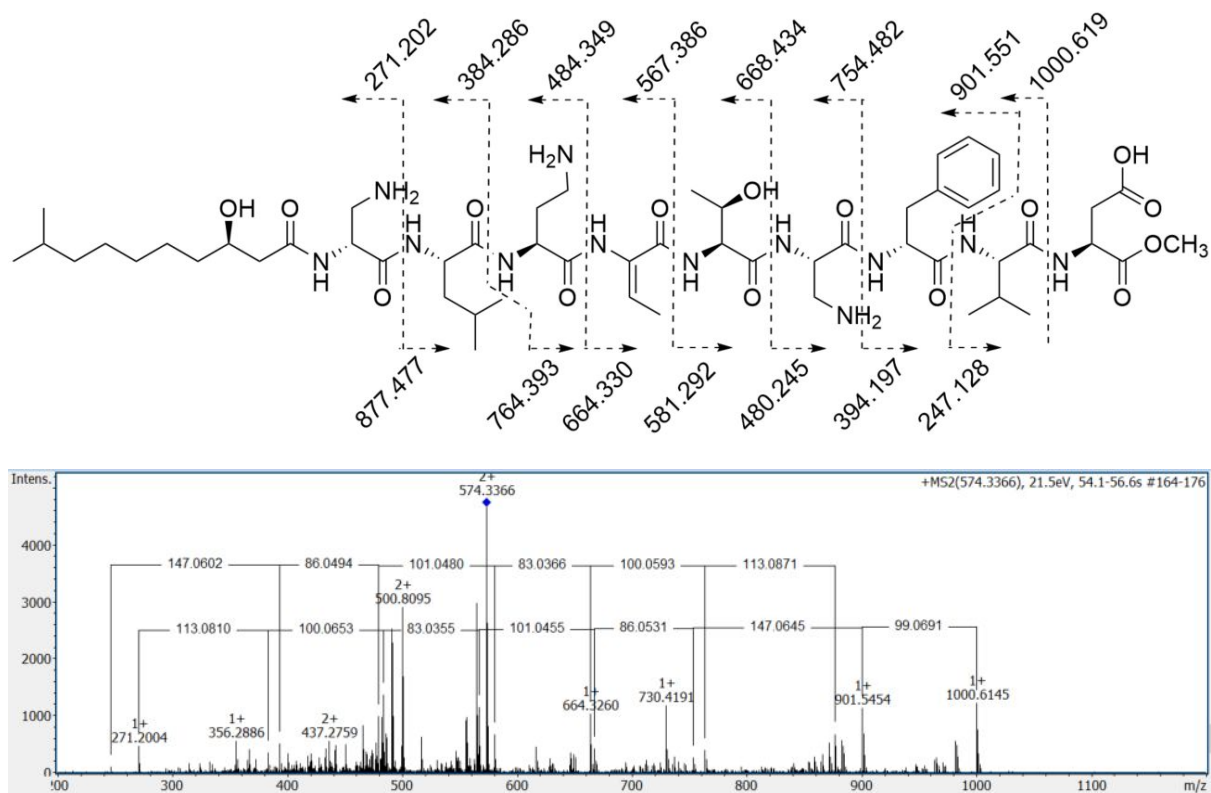 271.202 384.286 484.349 567.386 668.434 754.482 901.551 1000.619
H₂N
OH O NH₂ H N O H N O OH O H N O OH O
N H O N H O N H O N H O N H O N H OCH₃
NH₂ O
877.477 764.393 664.330 581.292 480.245 394.197 247.128
Intens. 2+ +MS2(574.3366), 21.5eV, 54.1-56.6s #164-176
574.3366
4000
147.0602 86.0494 101.0480 83.0366 100.0593 113.0871
2+
500.8095
3000
113.0810 100.0653 83.0355 101.0455 86.0531 147.0645 99.0691
2000
1+ 1+ 1+ 1+
664.3260 730.4191 901.5454 1000.6145
1000
1+ 1+ 2+
271.2004 356.2886 437.2759
0
200 300 400 500 600 700 800 900 1000 1100 m/z